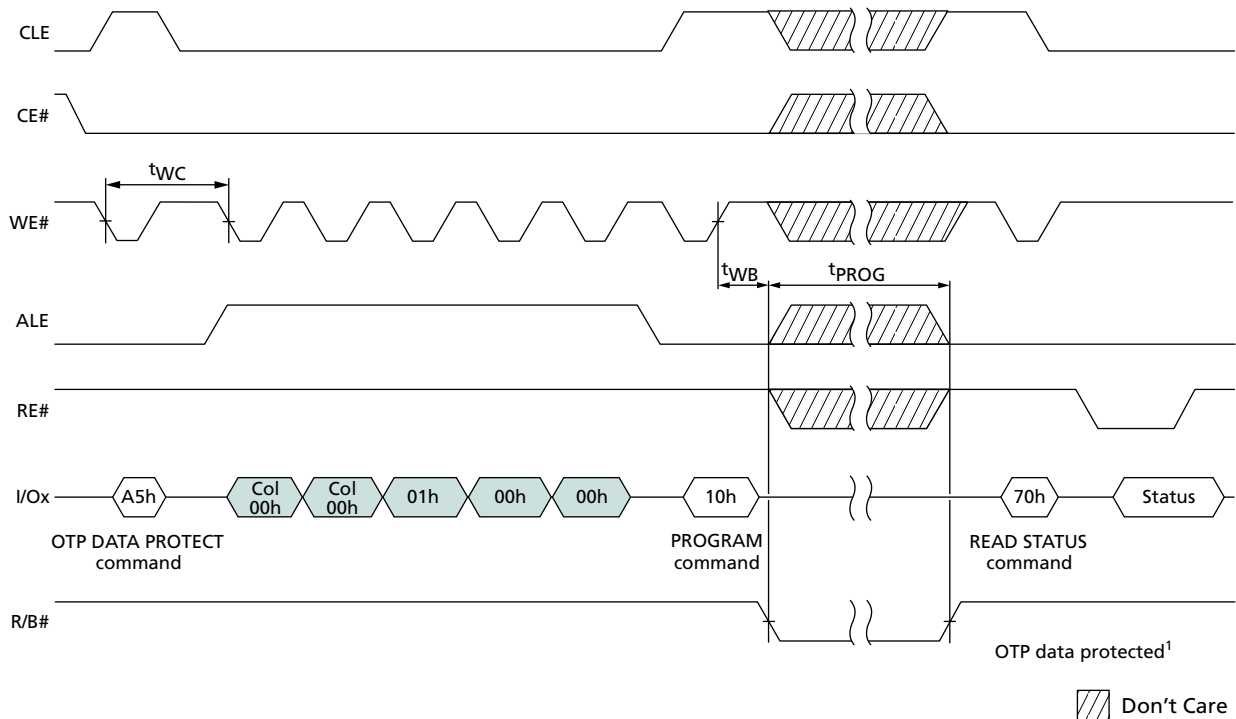 CLE
CE#
tWC
WE#
tWB
tPROG
ALE
RE#
I/Ox
A5h
Col
00h
Col
00h
01h
00h
00h
10h
70h
Status
OTP DATA PROTECT
command
PROGRAM
command
READ STATUS
command
R/B#
OTP data protected1
Don't Care